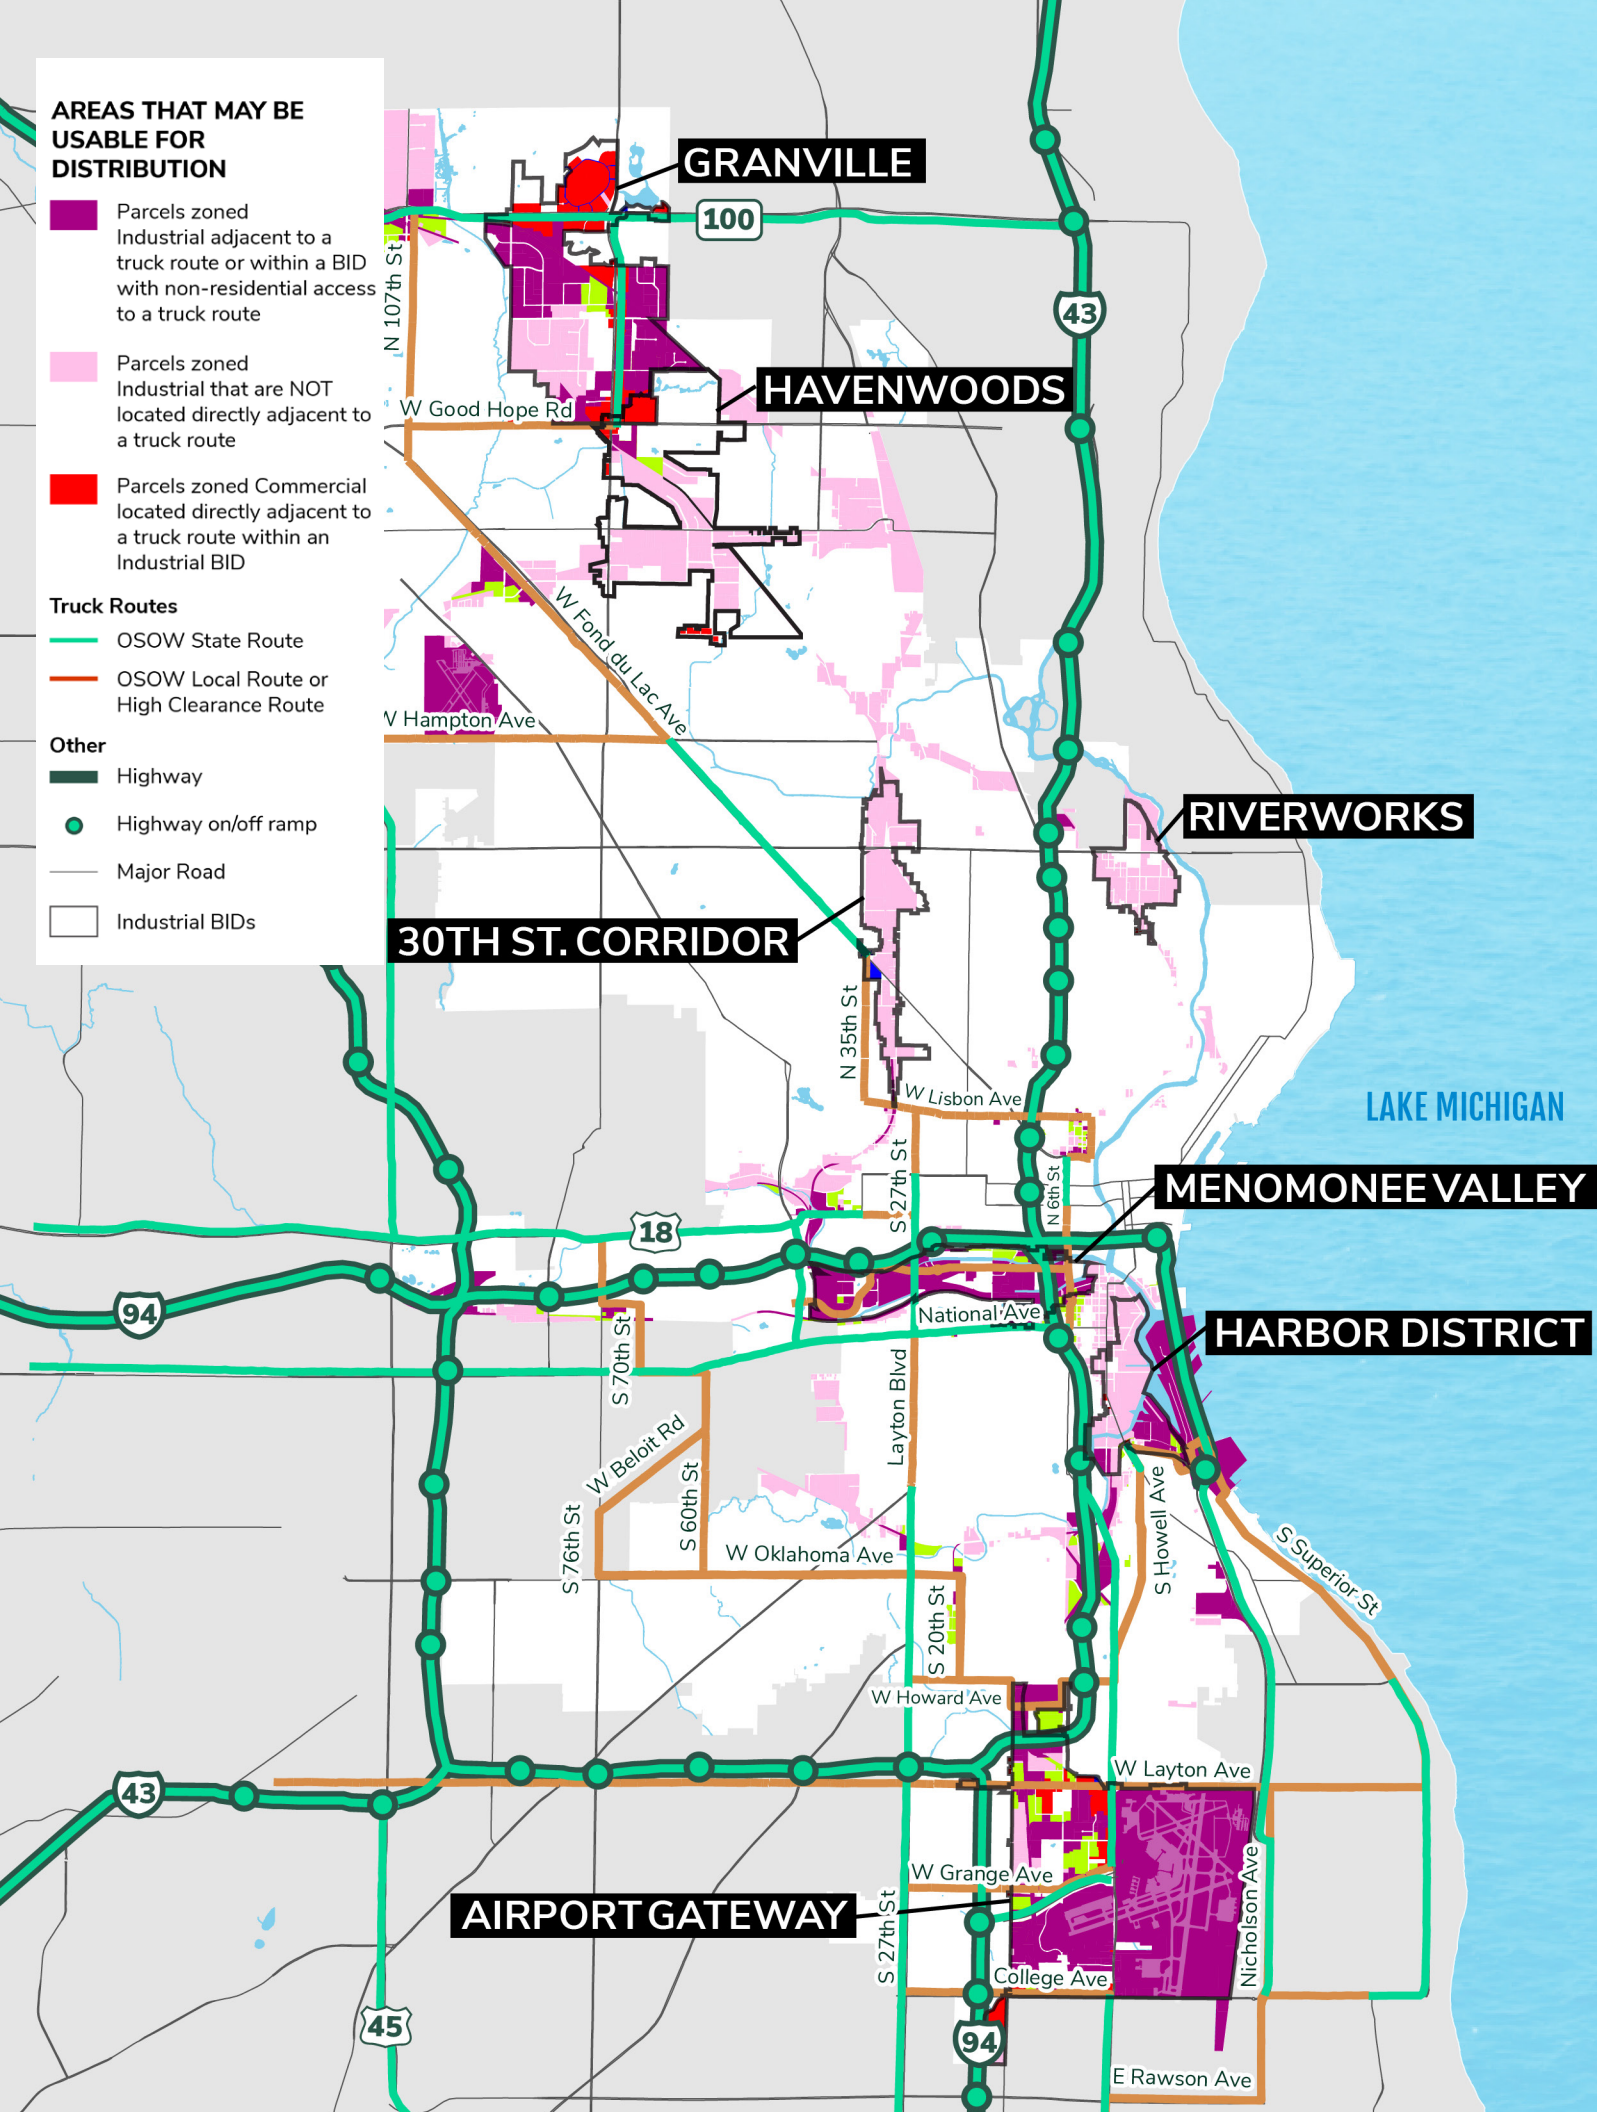 AREAS THAT MAY BE
USABLE FOR
DISTRIBUTION
Parcels zoned
Industrial adjacent to a
truck route or within a BID
with non-residential access
to a truck route
Parcels zoned
Industrial that are NOT
located directly adjacent to
a truck route
Parcels zoned Commercial
located directly adjacent to
a truck route within an
Industrial BID
Truck Routes
OSOW State Route
OSOW Local Route or
High Clearance Route
Other
Highway
Highway on/off ramp
Major Road
Industrial BIDs
GRANVILLE
100
N 107th St
43
HAVENWOODS
W Good Hope Rd
W Fond du Lac Ave
W Hampton Ave
RIVERWORKS
30TH ST. CORRIDOR
N 35th St
W Lisbon Ave
LAKE MICHIGAN
S 27th St
N 6th St
MENOMONEE VALLEY
18
94
National Ave
HARBOR DISTRICT
S 70th St
Layton Blvd
W Beloit Rd
S 60th St
S 76th St
W Oklahoma Ave
S Howell Ave
S Superior St
S 20th St
W Howard Ave
43
W Layton Ave
W Grange Ave
AIRPORT GATEWAY
S 27th St
Nicholson Ave
College Ave
45
94
E Rawson Ave